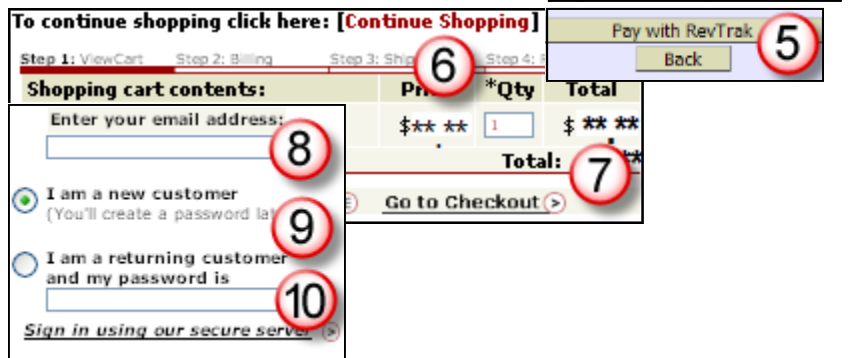 To continue shopping click here: [Continue Shopping]
Pay with RevTrak
Back
5
Step 1: ViewCart Step 2: Billing Step 3: Ship Step 4:
6
Shopping cart contents: *Qty Total
$** ** 1 $ ** **
Total: **
7
Go to Checkout
Enter your email address:
8
I am a new customer
(You'll create a password
9
I am a returning customer
and my password is
10
Sign in using our secure server